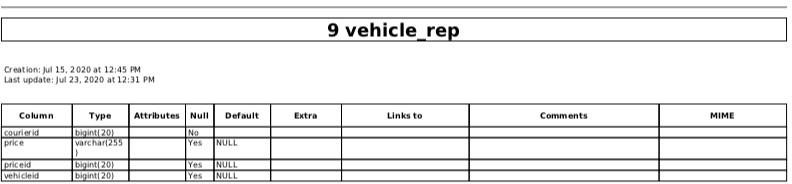 9 vehicle_rep
Creation: Jul 15, 2020 at 12:45 PM
Last update: Jul 23, 2020 at 12:31 PM
Column Type Attributes Null Default Extra Links to Comments MIME
courierid bigint(20) No
price varchar(255 Yes NULL
)
priceid bigint(20) Yes NULL
vehicleid bigint(20) Yes NULL